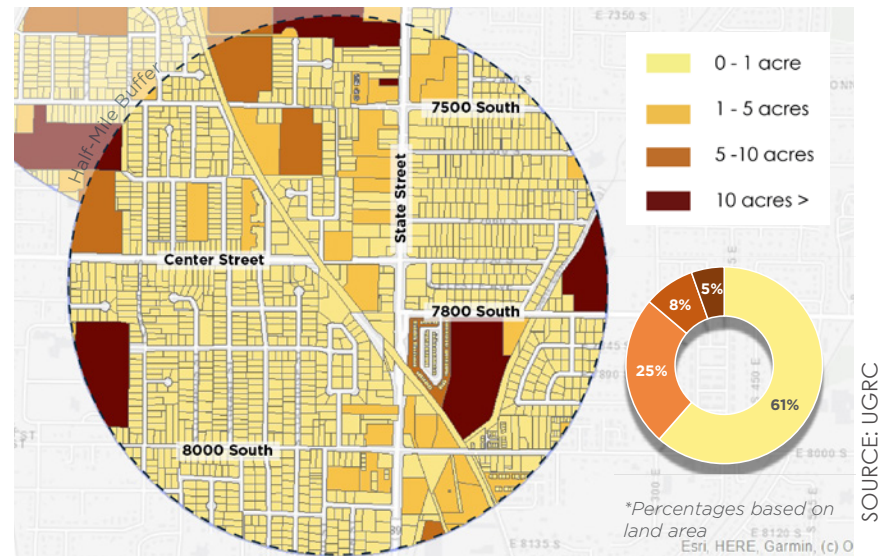 E 7350 S
Half-Mile Buffer
7500 South
State Street
Center Street
7800 South
8000 South
0 - 1 acre
1 - 5 acres
5 -10 acres
10 acres >
5%
8%
25%
61%
E 8000 S
*Percentages based on
land area
E 8120 S
E 8135 S
Esri, HERE, Garmin, (c) O
SOURCE: UGRC